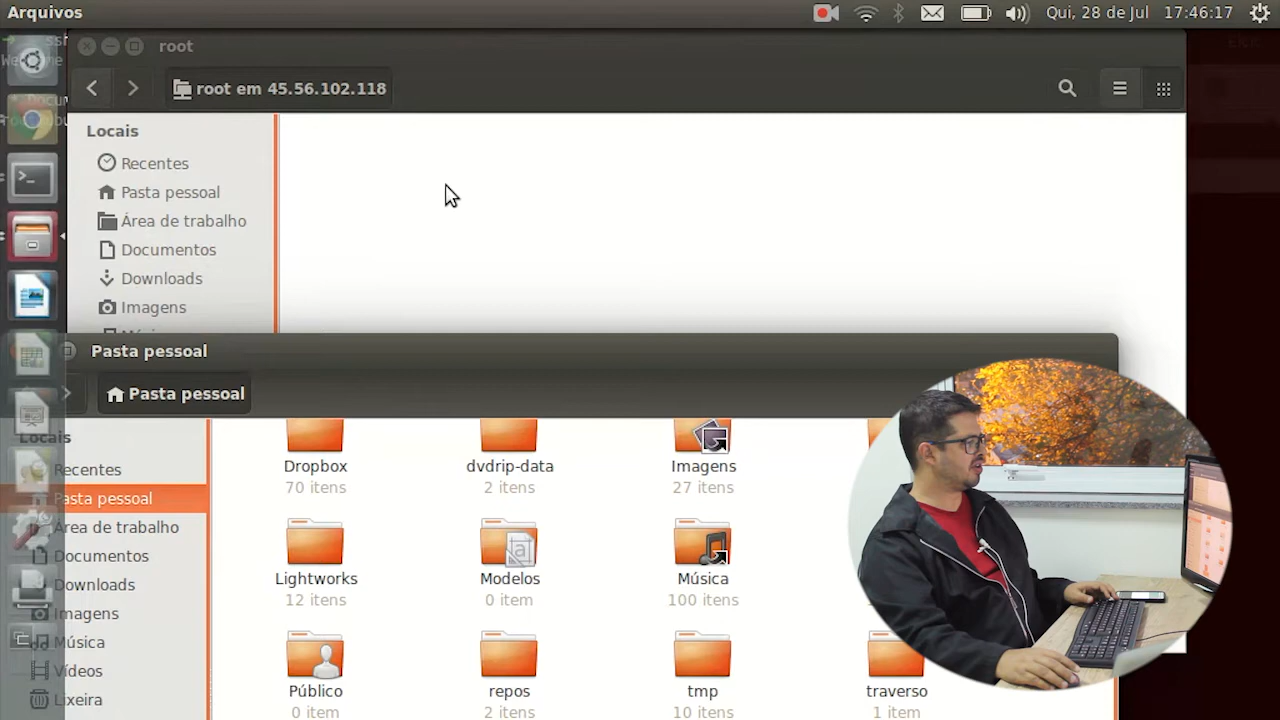 Arquivos
Qui, 28 de Jul 17:46:17
root
root em 45.56.102.118
Locais
Recentes
Pasta pessoal
Área de trabalho
Documentos
Downloads
Imagens
Pasta pessoal
Pasta pessoal
Locais
Recentes
Pasta pessoal
Área de trabalho
Documentos
Downloads
Imagens
Música
Vídeos
Lixeira
Dropbox
70 itens
dvdrip-data
2 itens
Imagens
27 itens
Lightworks
12 itens
Modelos
0 item
Música
100 itens
Público
0 item
repos
2 itens
tmp
10 itens
traverso
1 item